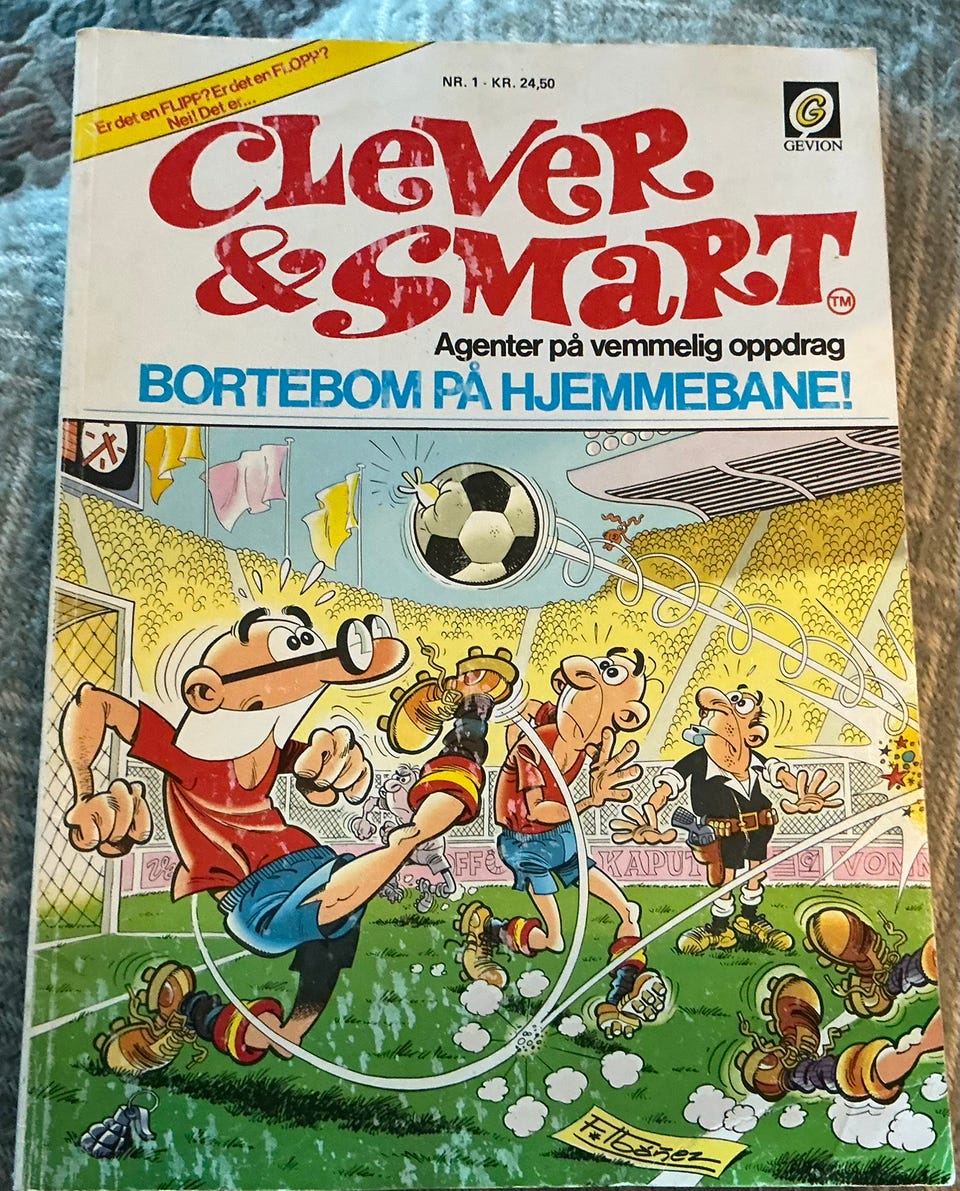 Er det en FLIPP? Er det en FLOPP?
Nei! Det er...
NR. 1 - KR. 24,50
G
GEVION
CLeVeR
& SMaRT
TM
Agenter på vemmelig oppdrag
BORTEBOM PÅ HJEMMEBANE!
KAPUT
VONN
F. Ibáñez